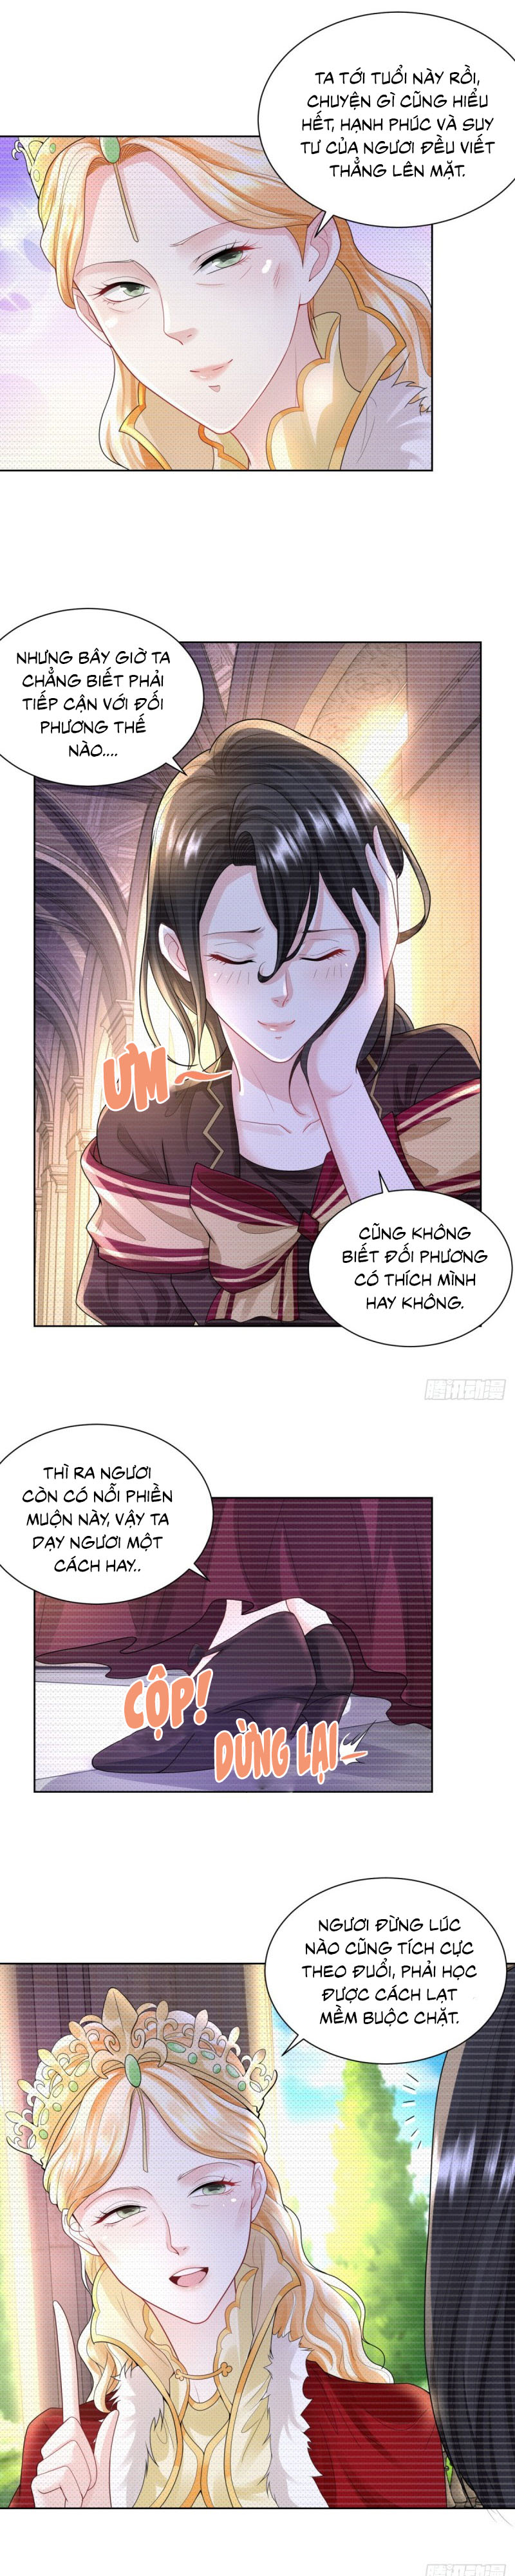 TA TỚI TUỔI NÀY RỒI,
CHUYỆN GÌ CŨNG HIỂU
HẾT, HẠNH PHÚC VÀ SUY
TƯ CỦA NGƯƠI ĐỀU VIẾT
THẲNG LÊN MẶT.
NHƯNG BÂY GIỜ TA
CHẲNG BIẾT PHẢI
TIẾP CẬN VỚI ĐỐI
PHƯƠNG THẾ
NÀO....
ƯM~
CŨNG KHÔNG
BIẾT ĐỐI PHƯƠNG
CÓ THÍCH MÌNH
HAY KHÔNG.
腾讯动漫
THÌ RA NGƯƠI
CÒN CÓ NỖI PHIỀN
MUỘN NÀY, VẬY TA
DẠY NGƯƠI MỘT
CÁCH HAY..
CỘP!
DỪNG LẠI
NGƯƠI ĐỪNG LÚC
NÀO CŨNG TÍCH CỰC
THEO ĐUỔI, PHẢI HỌC
ĐƯỢC CÁCH LẠT
MỀM BUỘC CHẶT.